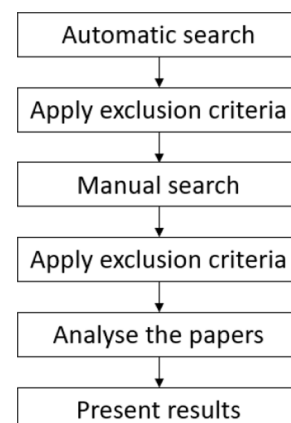 Automatic search
Apply exclusion criteria
Manual search
Apply exclusion criteria
Analyse the papers
Present results